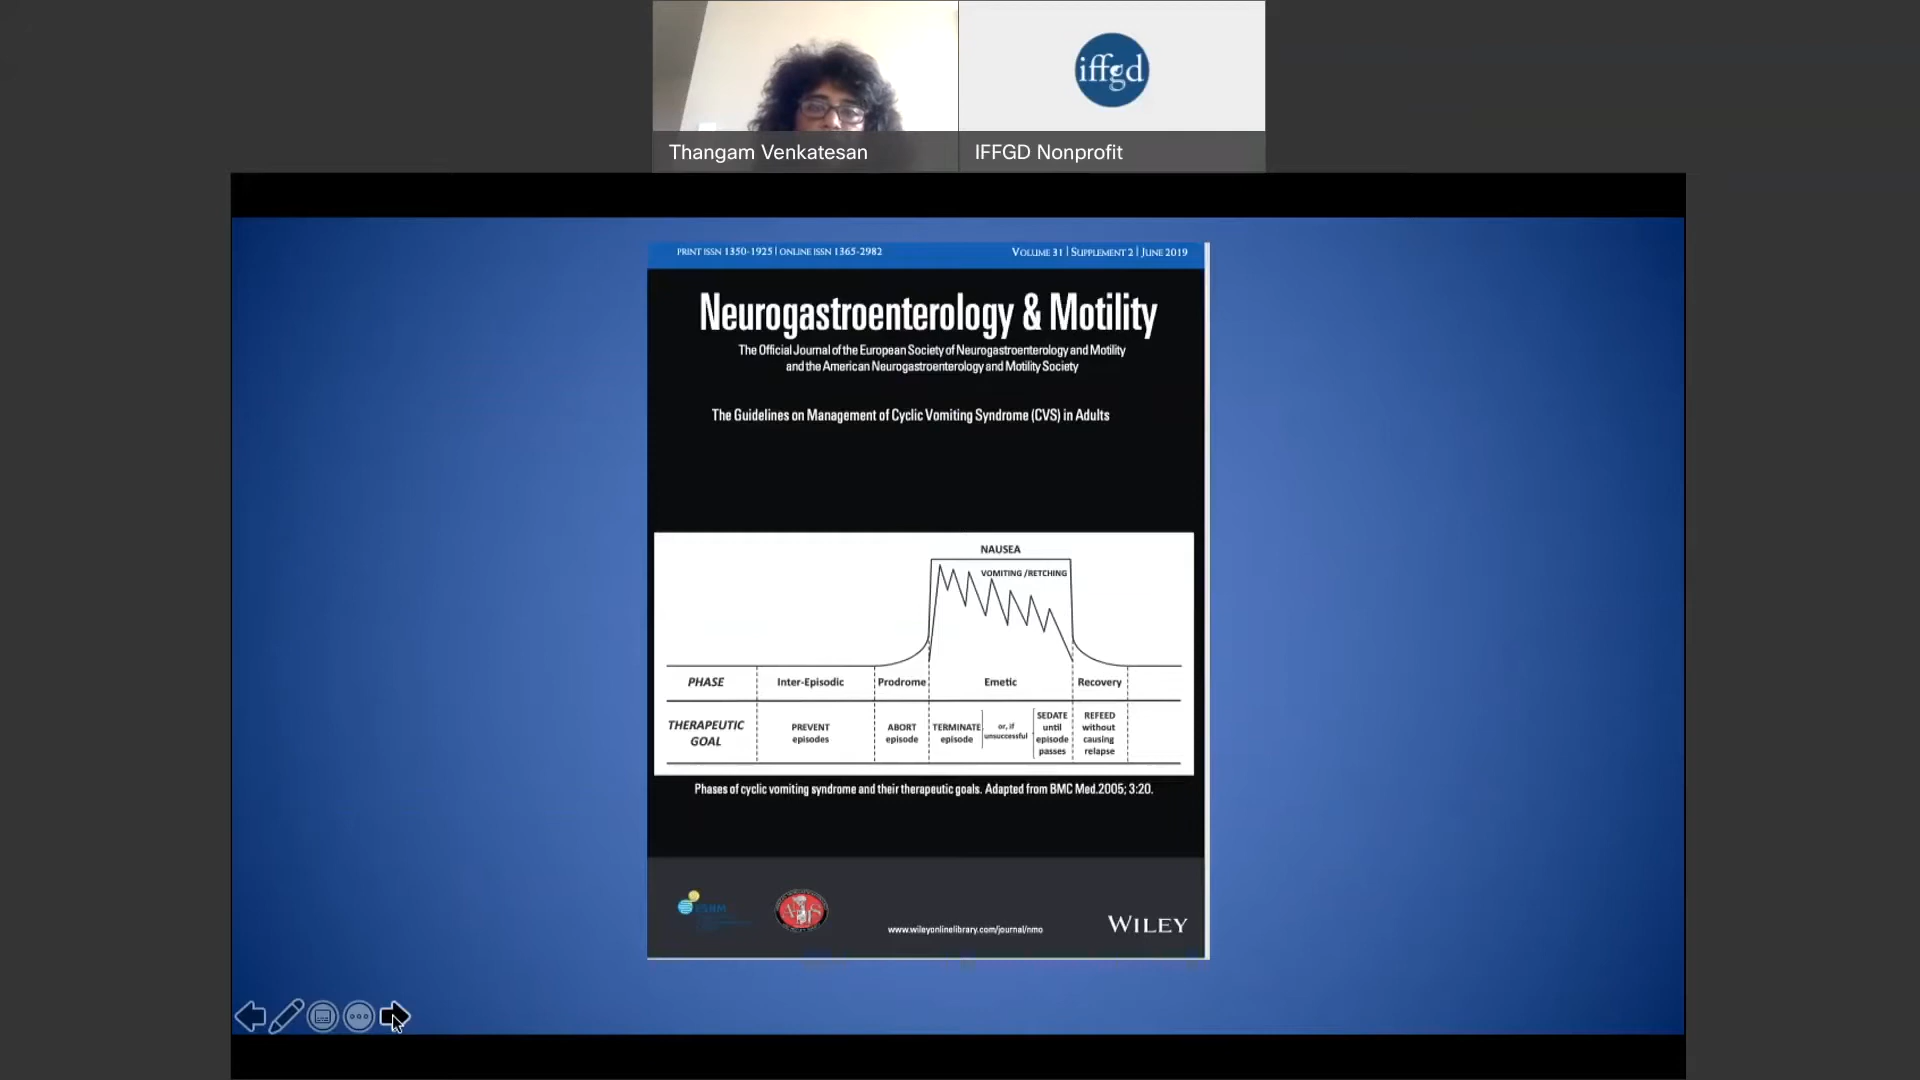 iffgd
Thangam Venkatesan
IFFGD Nonprofit
PRINT ISSN 1350-1925 | ONLINE ISSN 1365-2982
VOLUME 31 | SUPPLEMENT 2 | JUNE 2019
Neurogastroenterology & Motility
The Official Journal of the European Society of Neurogastroenterology and Motility
and the American Neurogastroenterology and Motility Society
The Guidelines on Management of Cyclic Vomiting Syndrome (CVS) in Adults
NAUSEA
VOMITING /RETCHING
PHASE
Inter-Episodic
Prodrome
Emetic
Recovery
THERAPEUTIC
GOAL
PREVENT
episodes
ABORT
episode
TERMINATE
episode
or, if
unsuccessful
SEDATE
until
episode
passes
REFEED
without
causing
relapse
Phases of cyclic vomiting syndrome and their therapeutic goals. Adapted from BMC Med.2005; 3:20.
www.wileyonlinelibrary.com/journal/nmo
WILEY